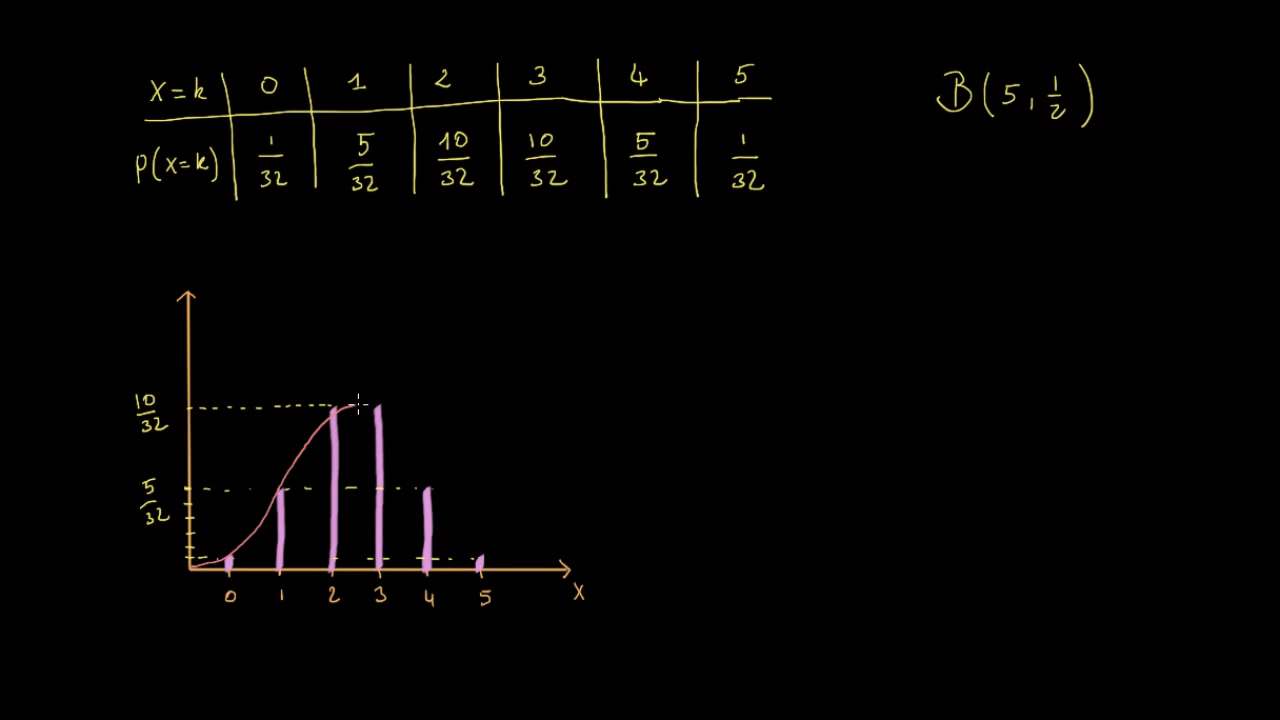 X=k 0 1 2 3 4 5
P(X=k) 1/32 5/32 10/32 10/32 5/32 1/32
B(5, 1/2)
10/32
5/32
0 1 2 3 4 5 X